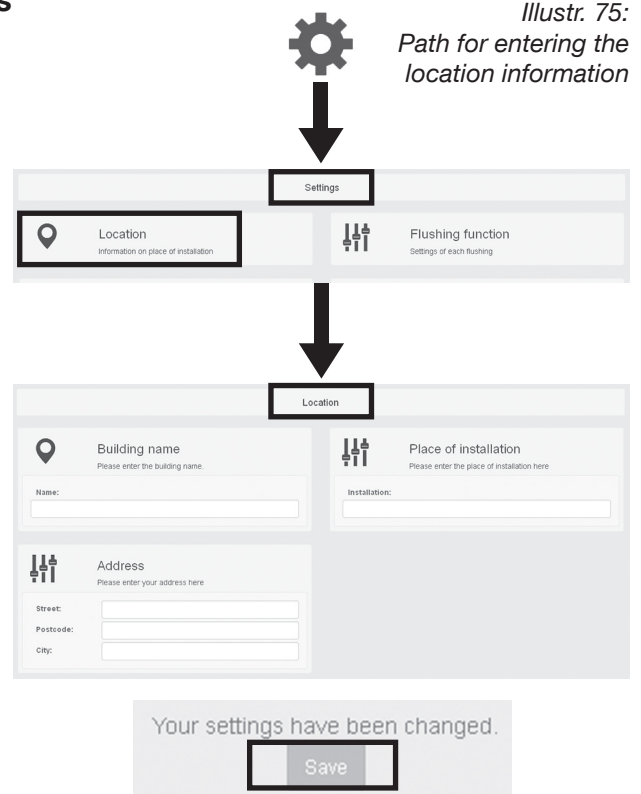 s
Illustr. 75:
Path for entering the
location information
Settings
Location
Information on place of installation
Flushing function
Settings of each flushing
Location
Building name
Please enter the building name.
Name:
Place of installation
Please enter the place of installation here
Installation:
Address
Please enter your address here
Street:
Postcode:
City:
Your settings have been changed.
Save